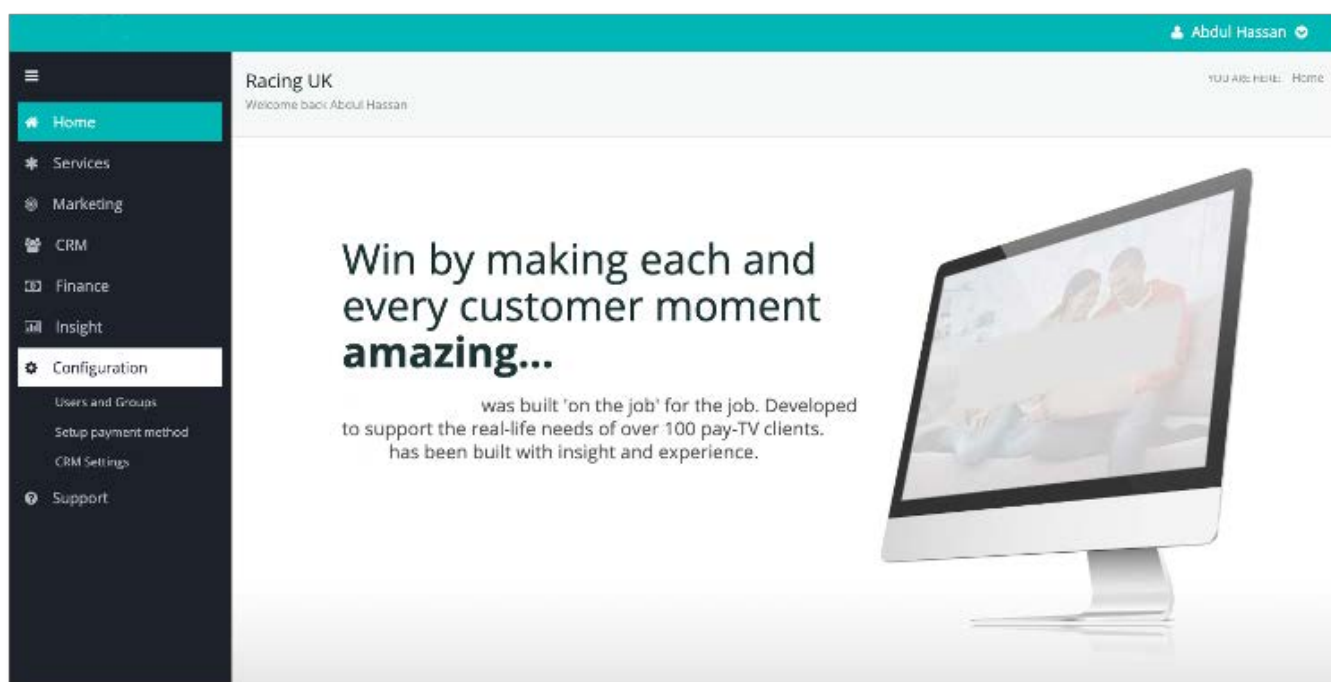 Abdul Hassan
Racing UK
YOU ARE HERE: Home
Welcome back Abdul Hassan
Home
Services
Marketing
CRM
Finance
Insight
Configuration
Users and Groups
Setup payment method
CRM Settings
Support
Win by making each and
every customer moment
amazing...
was built 'on the job' for the job. Developed
to support the real-life needs of over 100 pay-TV clients.
has been built with insight and experience.